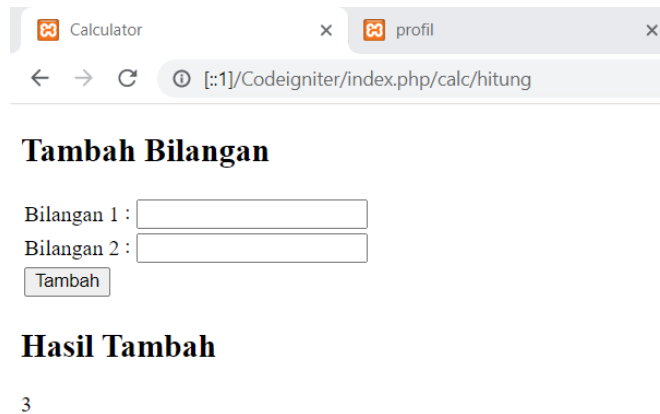 Calculator
profil
[::1]/Codeigniter/index.php/calc/hitung
Tambah Bilangan
Bilangan 1 :
Bilangan 2 :
Tambah
Hasil Tambah
3